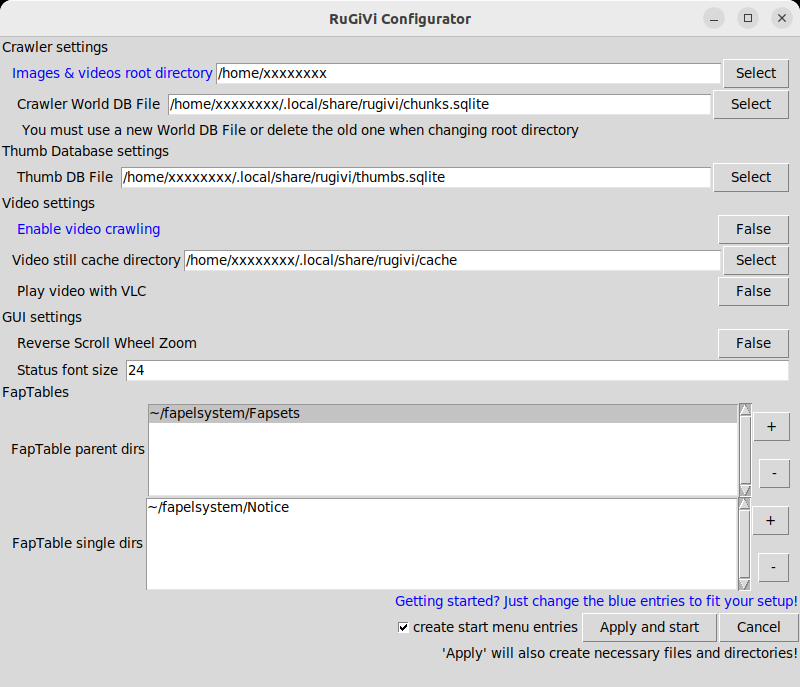 RuGiVi Configurator
Crawler settings
Images & videos root directory /home/xxxxxxxx Select
Crawler World DB File /home/xxxxxxxx/.local/share/rugivi/chunks.sqlite Select
You must use a new World DB File or delete the old one when changing root directory
Thumb Database settings
Thumb DB File /home/xxxxxxxx/.local/share/rugivi/thumbs.sqlite Select
Video settings
Enable video crawling False
Video still cache directory /home/xxxxxxxx/.local/share/rugivi/cache Select
Play video with VLC False
GUI settings
Reverse Scroll Wheel Zoom False
Status font size 24
FapTables
~/fapelsystem/Fapsets
+
FapTable parent dirs
-
~/fapelsystem/Notice
+
FapTable single dirs
-
Getting started? Just change the blue entries to fit your setup!
create start menu entries Apply and start Cancel
'Apply' will also create necessary files and directories!